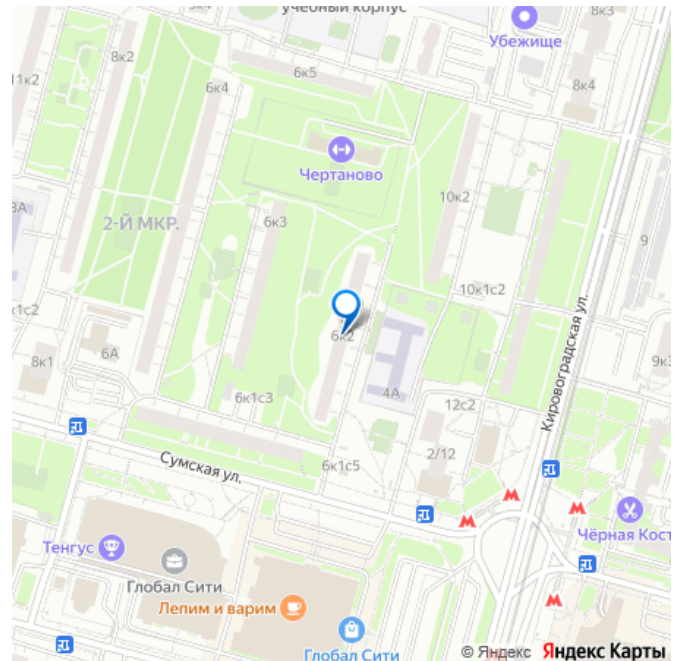 учебный корпус
8к3
Убежище
8к2
6к5
11к2
6к4
8к4
Чертаново
3А
10к2
2-Й МКР.
6к3
9
10к1с2
к1с2
6к2
Кировоградская ул.
8к1
6А
9к3
4А
6к1с3
12с2
2/12
Сумская ул.
6к1с5
Чёрная Кост
Тенгус
Глобал Сити
Лепим и варим
Глобал Сити
© Яндекс Яндекс Карты